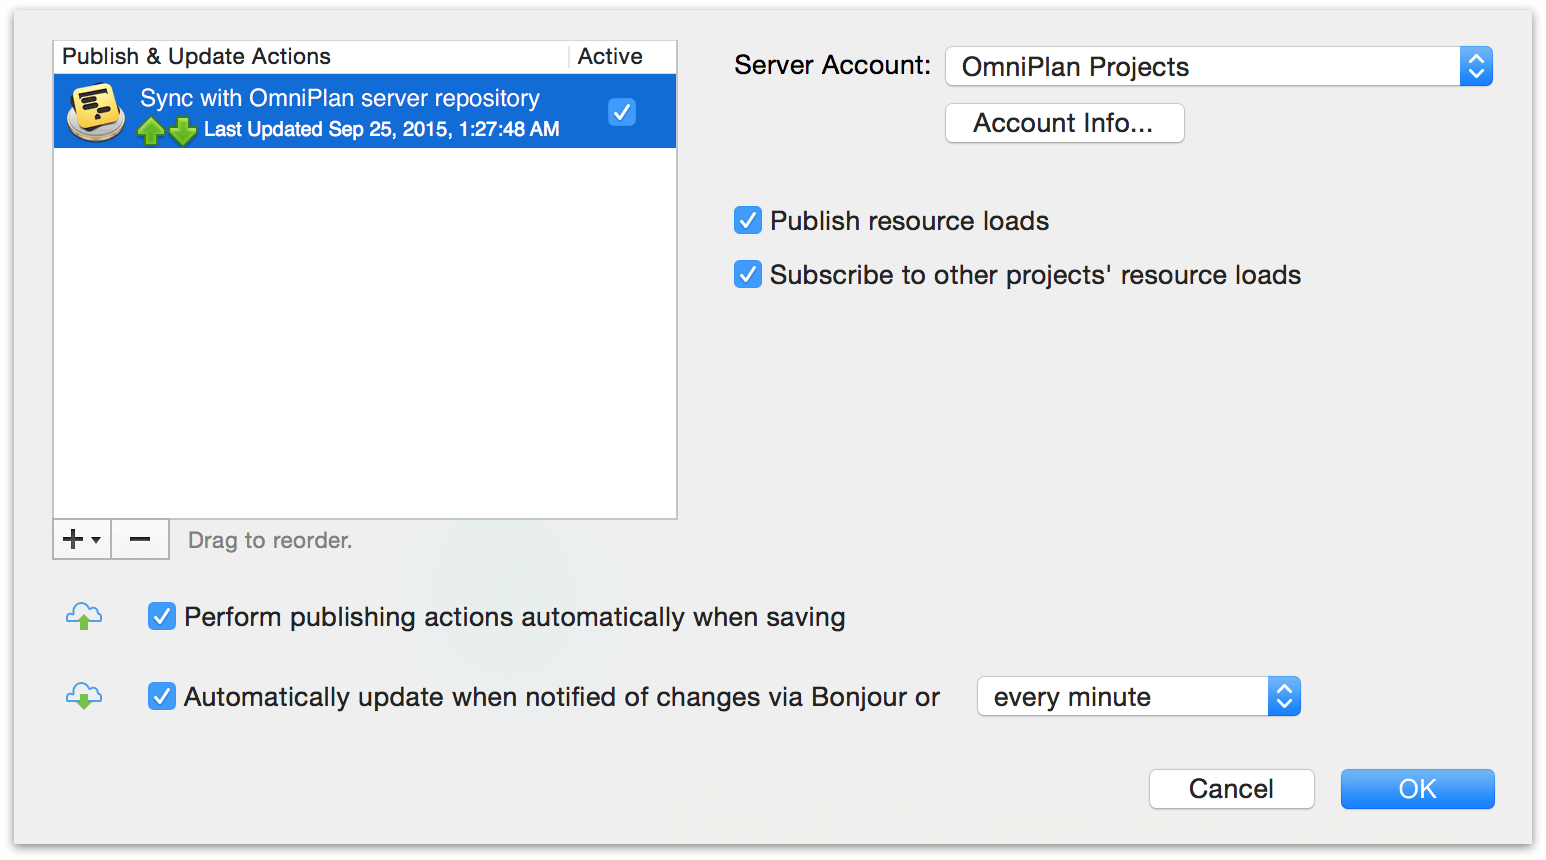 Publish & Update Actions
Active
Sync with OmniPlan server repository
Last Updated Sep 25, 2015, 1:27:48 AM
Server Account:
OmniPlan Projects
Account Info...
Publish resource loads
Subscribe to other projects' resource loads
Drag to reorder.
Perform publishing actions automatically when saving
Automatically update when notified of changes via Bonjour or
every minute
Cancel
OK